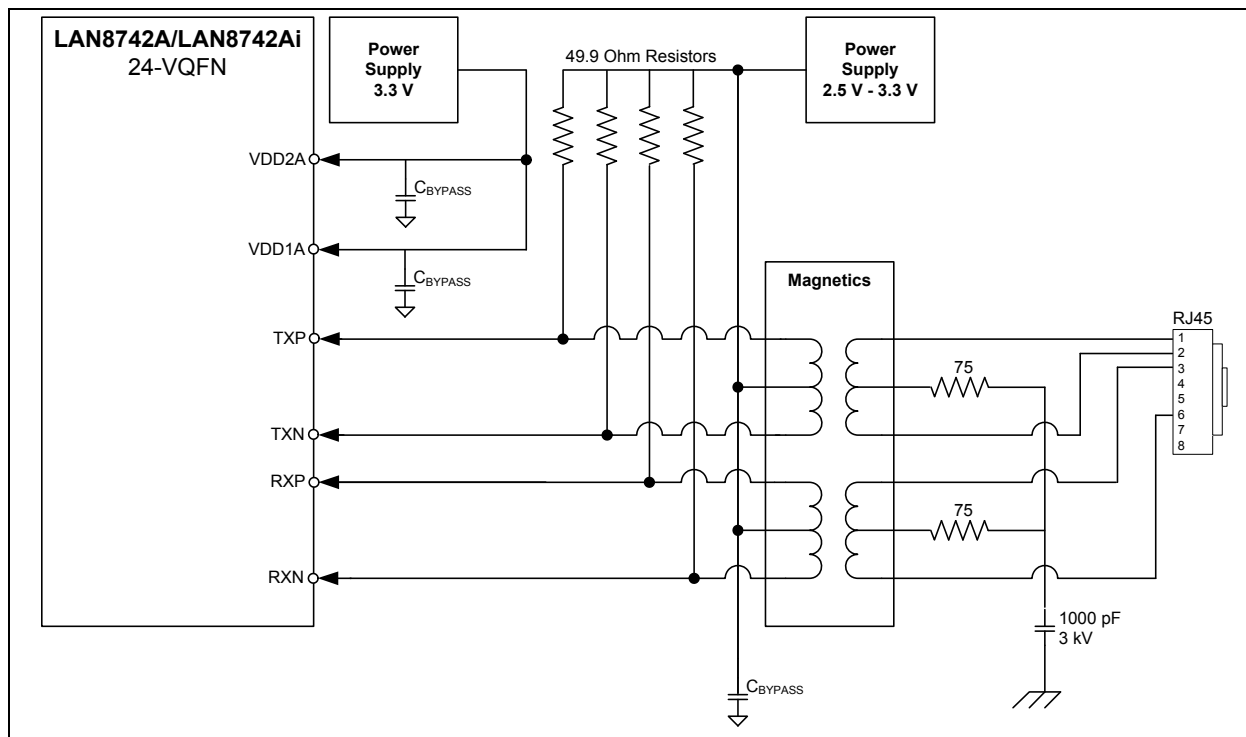 LAN8742A/LAN8742Ai
24-VQFN
Power
Supply
3.3 V
49.9 Ohm Resistors
Power
Supply
2.5 V - 3.3 V
VDD2A
CBYPASS
VDD1A
CBYPASS
Magnetics
TXP
TXN
RXP
RXN
75
75
RJ45
1
2
3
4
5
6
7
8
1000 pF
3 kV
CBYPASS